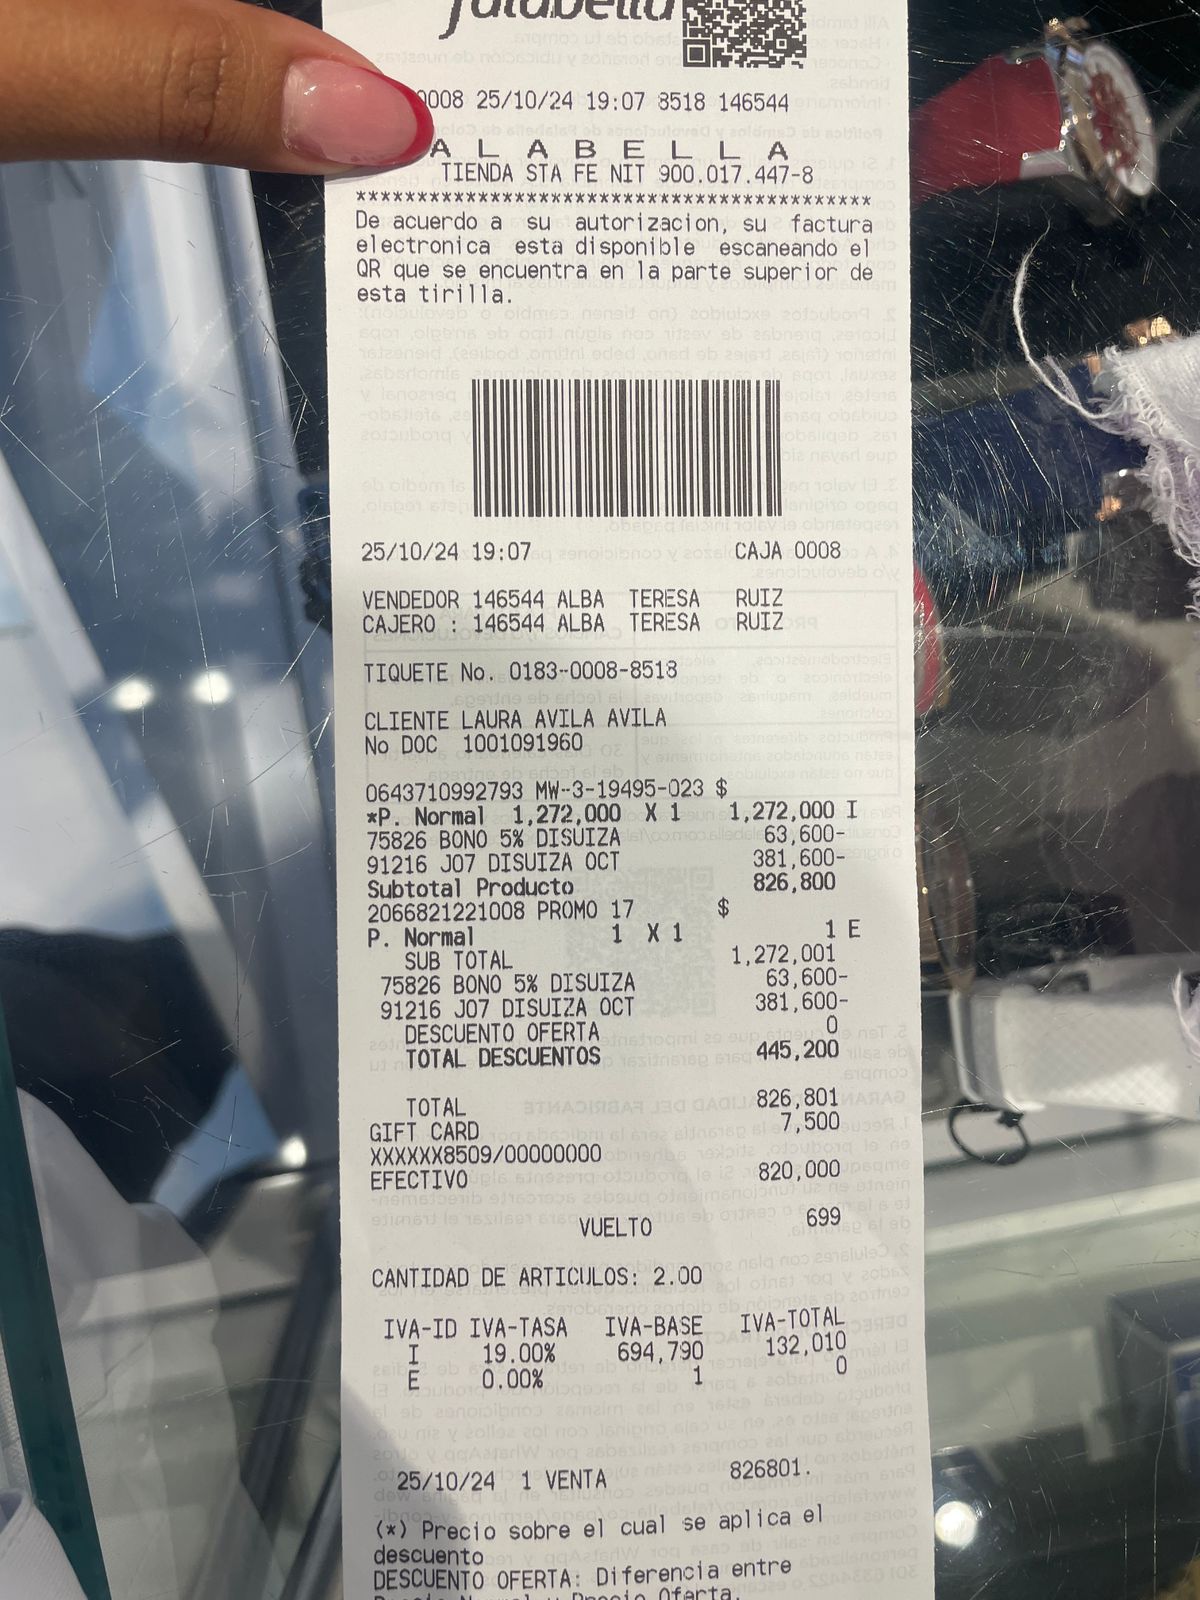 falabella
0008 25/10/24 19:07 8518 146544
A L A B E L L A
TIENDA STA FE NIT 900.017.447-8
*******************************************
De acuerdo a su autorizacion, su factura
electronica esta disponible escaneando el
QR que se encuentra en la parte superior de
esta tirilla.
25/10/24 19:07 CAJA 0008
VENDEDOR 146544 ALBA TERESA RUIZ
CAJERO : 146544 ALBA TERESA RUIZ
TIQUETE No. 0183-0008-8518
CLIENTE LAURA AVILA AVILA
No DOC 1001091960
0643710992793 MW-3-19495-023 $
*P. Normal 1,272,000 X 1 1,272,000 I
75826 BONO 5% DISUIZA 63,600-
91216 J07 DISUIZA OCT 381,600-
Subtotal Producto 826,800
2066821221008 PROMO 17 $
P. Normal 1 X 1 1 E
SUB TOTAL 1,272,001
75826 BONO 5% DISUIZA 63,600-
91216 J07 DISUIZA OCT 381,600-
DESCUENTO OFERTA 0
TOTAL DESCUENTOS 445,200
TOTAL 826,801
GIFT CARD 7,500
XXXXXX8509/00000000
EFECTIVO 820,000
VUELTO 699
CANTIDAD DE ARTICULOS: 2.00
IVA-ID IVA-TASA IVA-BASE IVA-TOTAL
I 19.00% 694,790 132,010
E 0.00% 1 0
25/10/24 1 VENTA 826801.
(*) Precio sobre el cual se aplica el
descuento
DESCUENTO OFERTA: Diferencia entre
Precio Normal y Precio Oferta.